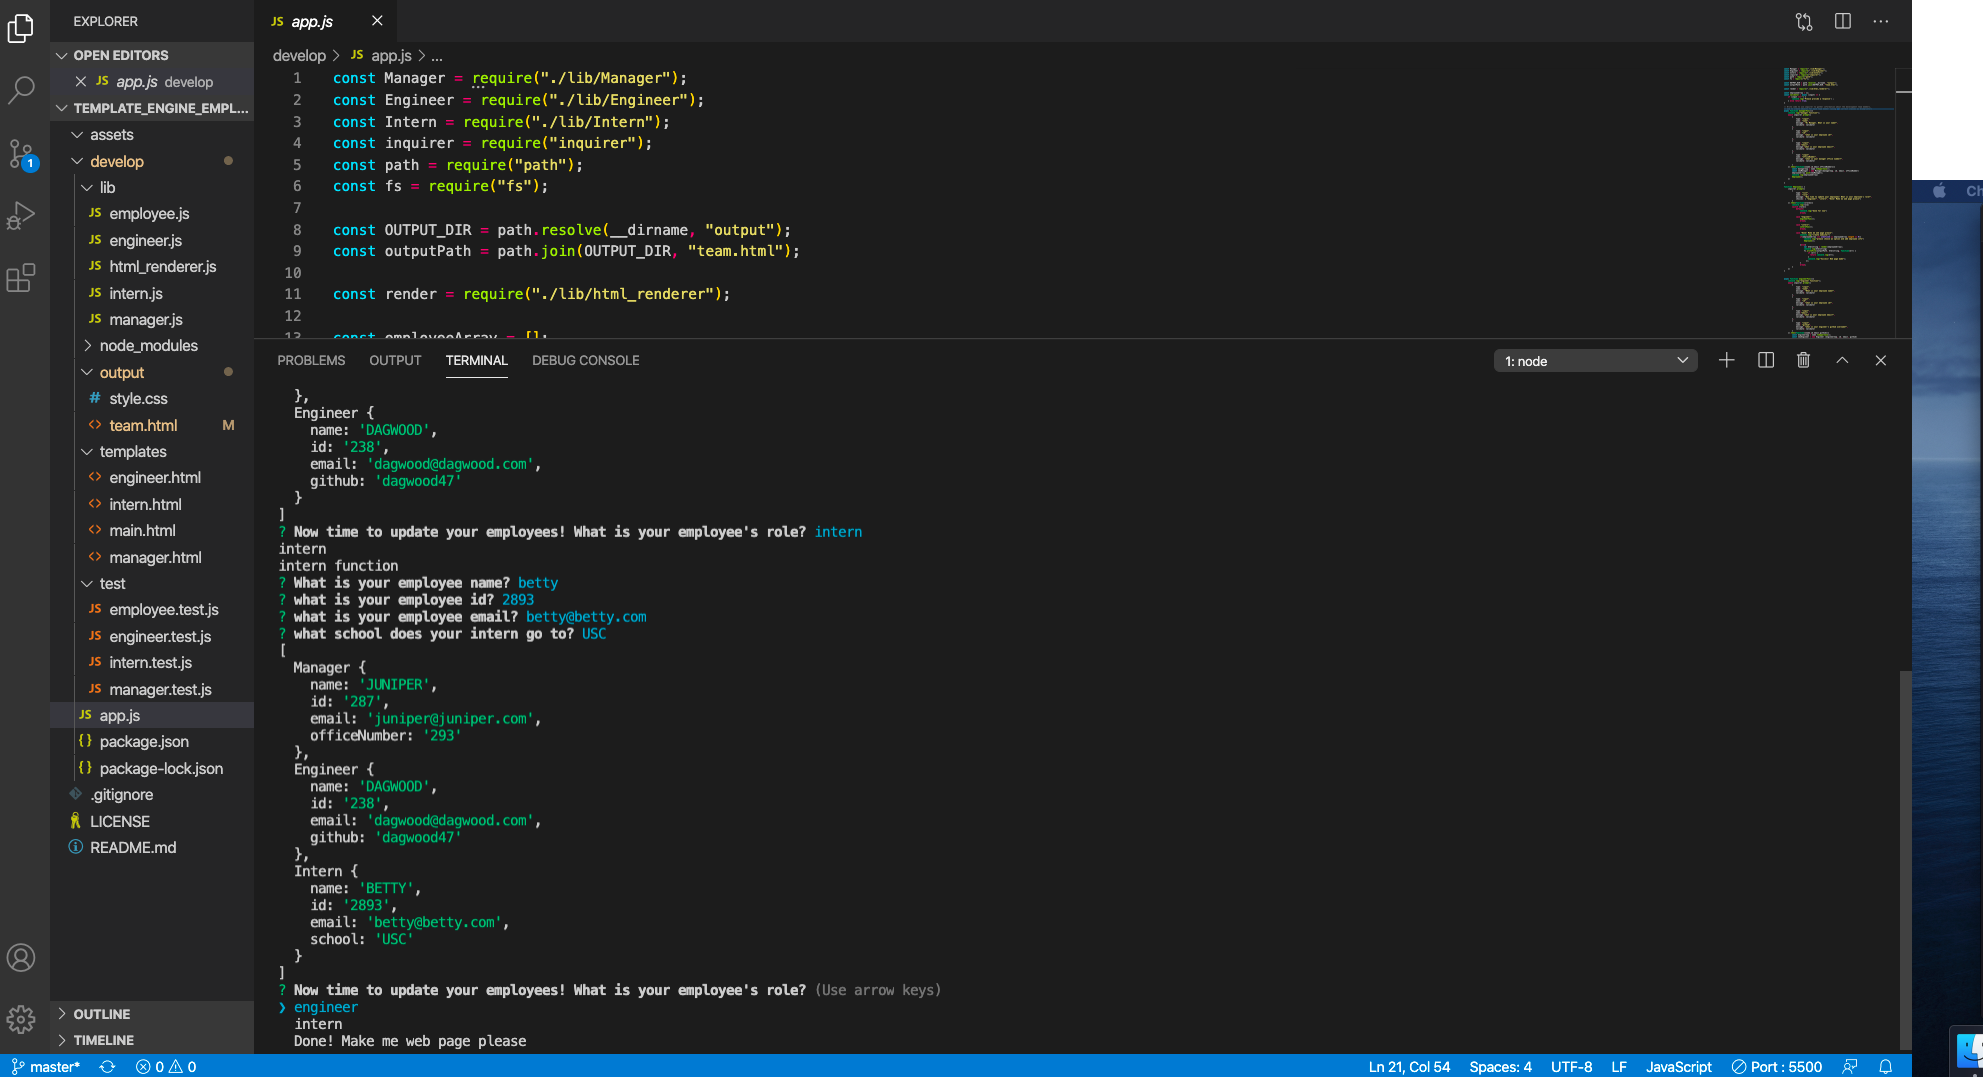 EXPLORER
OPEN EDITORS
JS app.js develop
TEMPLATE_ENGINE_EMPL...
assets
develop
lib
JS employee.js
JS engineer.js
JS html_renderer.js
JS intern.js
JS manager.js
node_modules
output
# style.css
<> team.html M
templates
<> engineer.html
<> intern.html
<> main.html
<> manager.html
test
JS employee.test.js
JS engineer.test.js
JS intern.test.js
JS manager.test.js
JS app.js
{} package.json
{} package-lock.json
.gitignore
LICENSE
README.md
OUTLINE
TIMELINE
1
JS app.js
develop > JS app.js > ...
1 const Manager = require("./lib/Manager");
2 const Engineer = require("./lib/Engineer");
3 const Intern = require("./lib/Intern");
4 const inquirer = require("inquirer");
5 const path = require("path");
6 const fs = require("fs");
7
8 const OUTPUT_DIR = path.resolve(__dirname, "output");
9 const outputPath = path.join(OUTPUT_DIR, "team.html");
10
11 const render = require("./lib/html_renderer");
12
13 const employeeArray = [];
PROBLEMS OUTPUT TERMINAL DEBUG CONSOLE 1: node
},
Engineer {
name: 'DAGWOOD',
id: '238',
email: 'dagwood@dagwood.com',
github: 'dagwood47'
}
]
? Now time to update your employees! What is your employee's role? intern
intern
intern function
? What is your employee name? betty
? what is your employee id? 2893
? what is your employee email? betty@betty.com
? what school does your intern go to? USC
[
Manager {
name: 'JUNIPER',
id: '287',
email: 'juniper@juniper.com',
officeNumber: '293'
},
Engineer {
name: 'DAGWOOD',
id: '238',
email: 'dagwood@dagwood.com',
github: 'dagwood47'
},
Intern {
name: 'BETTY',
id: '2893',
email: 'betty@betty.com',
school: 'USC'
}
]
? Now time to update your employees! What is your employee's role? (Use arrow keys)
❯ engineer
intern
Done! Make me web page please
master* 0 0 Ln 21, Col 54 Spaces: 4 UTF-8 LF JavaScript Port : 5500
Ch